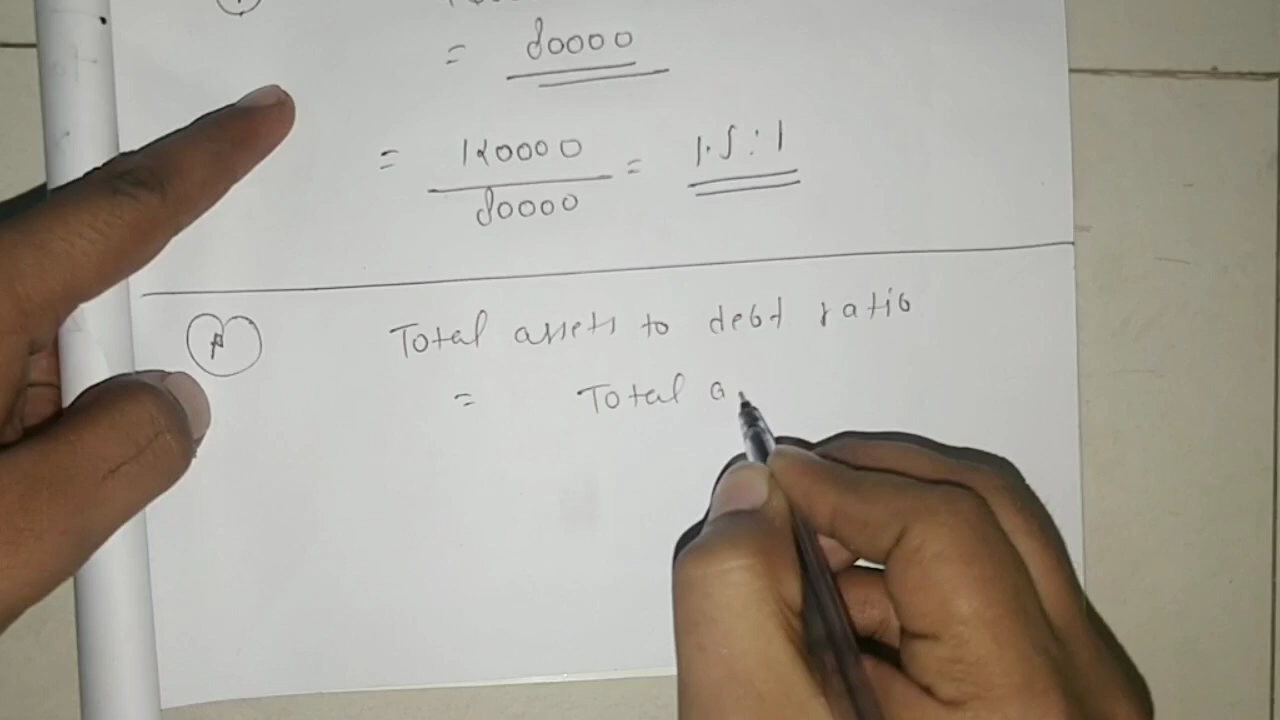 = 80000
= 120000 / 80000 = 1.5 : 1
Total assets to debt ratio
= Total a